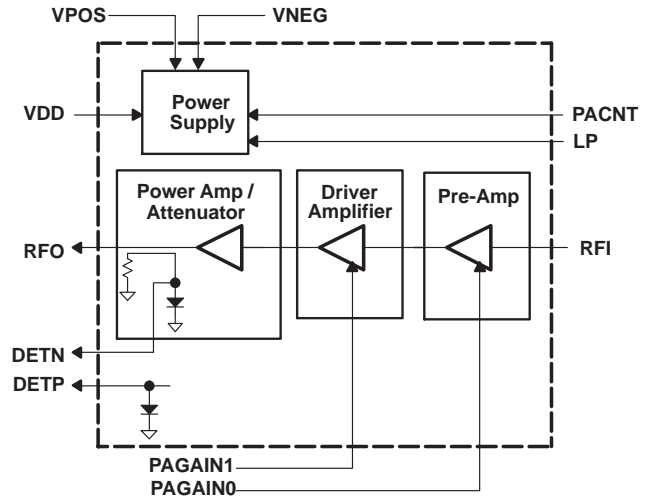 VPOS
VNEG
VDD
Power
Supply
PACNT
LP
Power Amp /
Attenuator
Driver
Amplifier
Pre-Amp
RFO
RFI
DETN
DETP
PAGAIN1
PAGAIN0